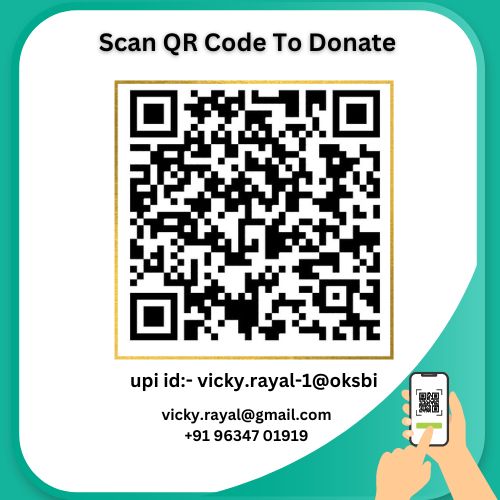 Scan QR Code To Donate
upi id:- vicky.rayal-1@oksbi
vicky.rayal@gmail.com
+91 96347 01919